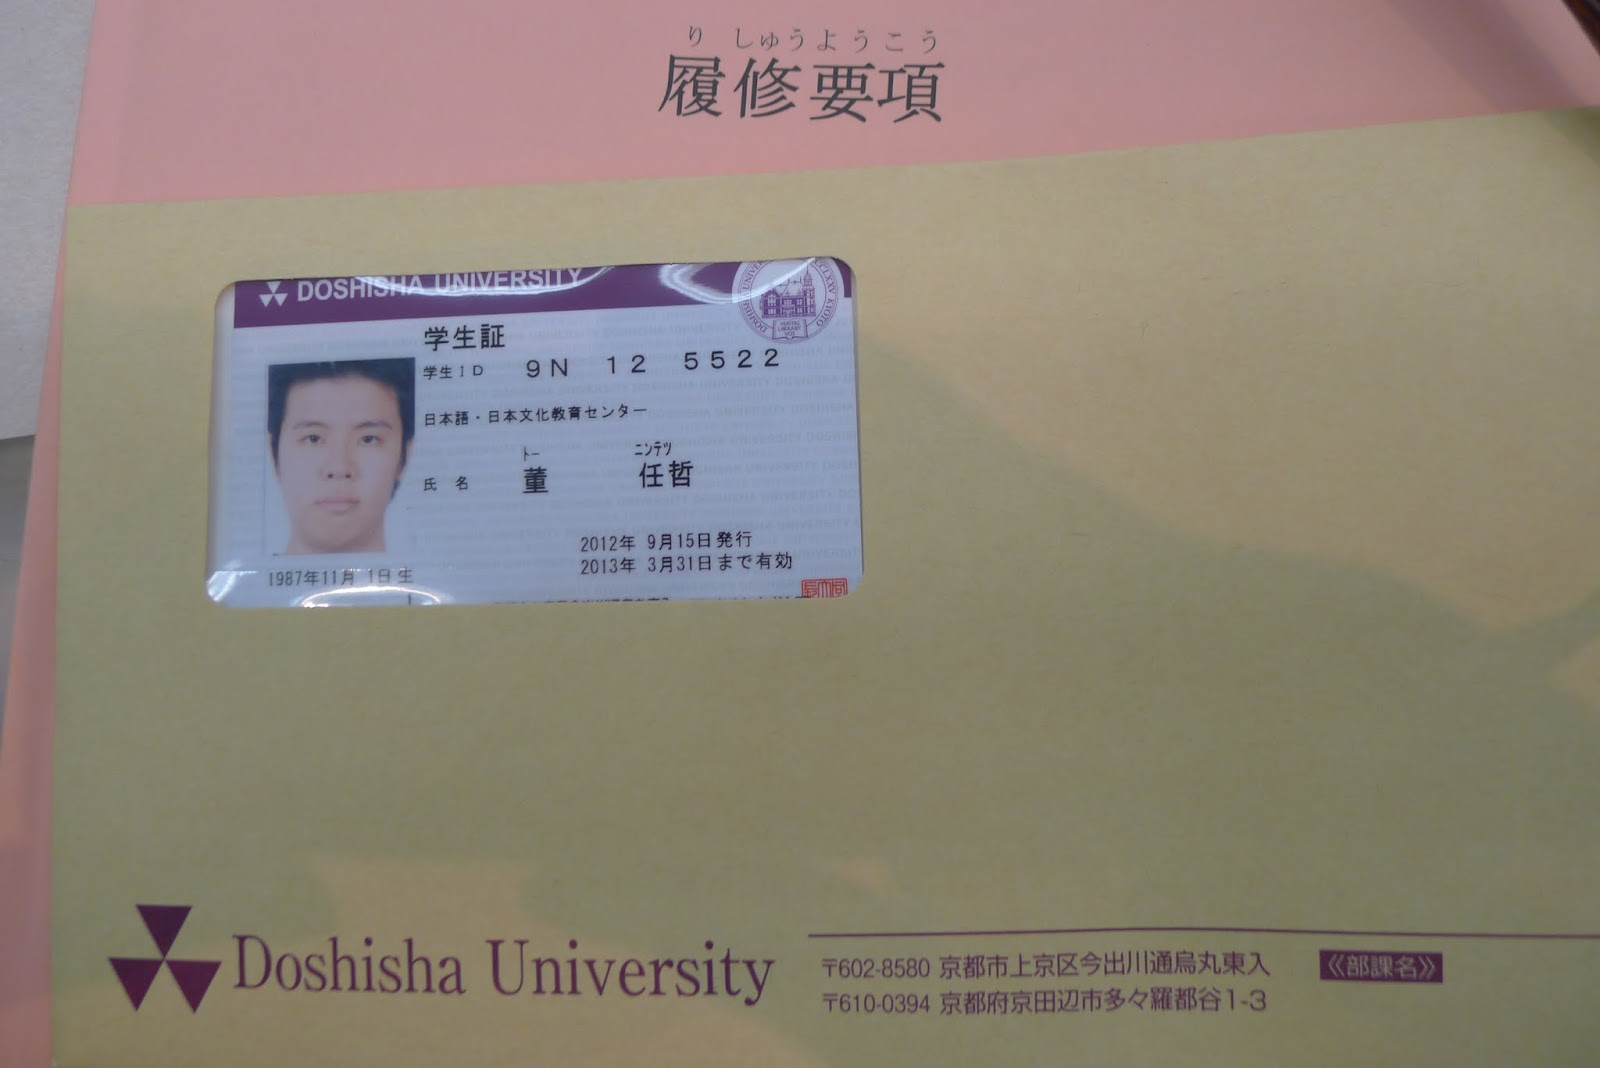 りしゅうようこう
履修要項
DOSHISHA UNIVERSITY
学生証
学生ID 9N 12 5522
日本語・日本文化教育センター
トー ニンテツ
氏名 董 任哲
2012年 9月15日発行
2013年 3月31日まで有効
1987年11月 1日生
Doshisha University
〒602-8580 京都市上京区今出川通烏丸東入
《部課名》
〒610-0394 京都府京田辺市多々羅都谷1-3